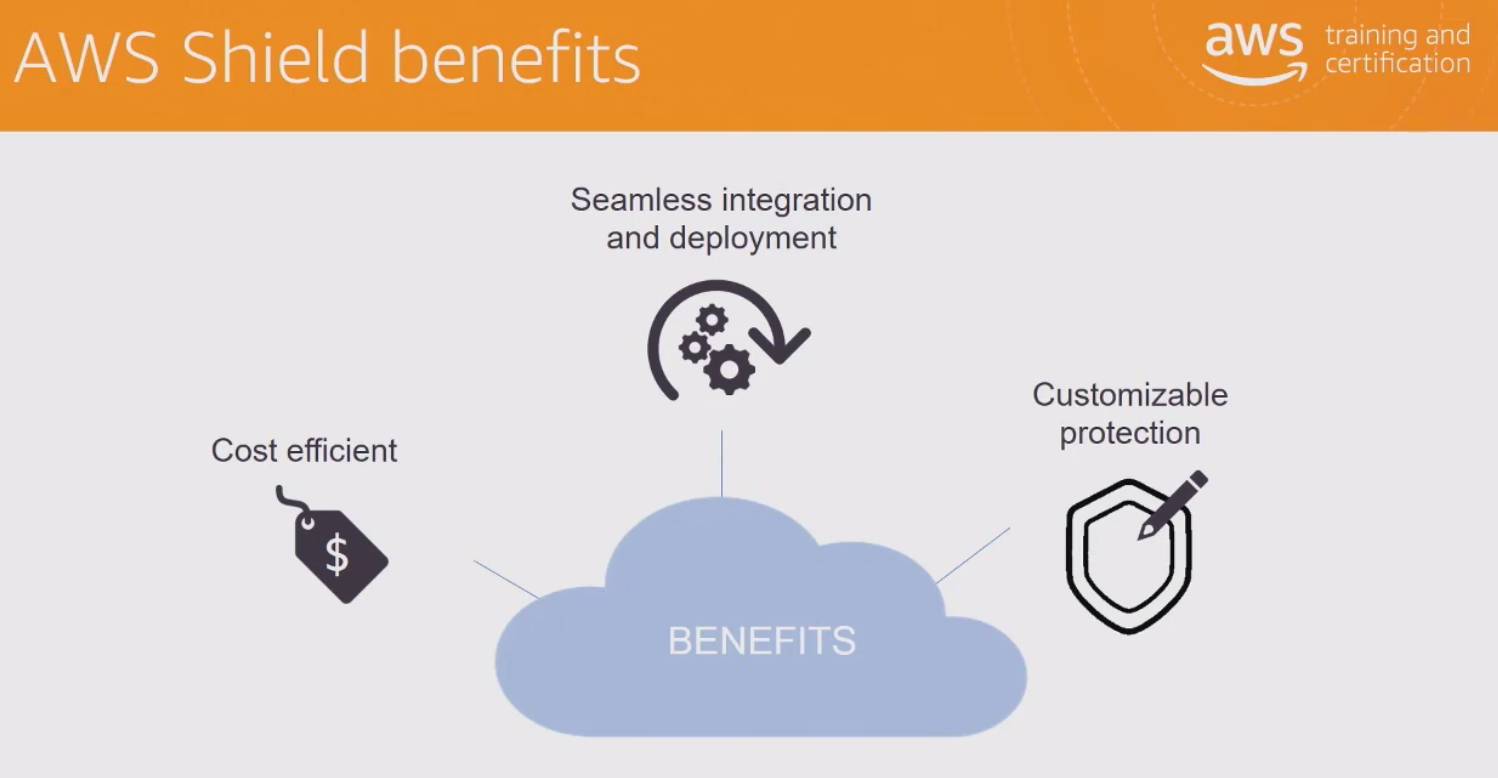 AWS Shield benefits
aws
training and
certification
Seamless integration
and deployment
Customizable
protection
Cost efficient
$
BENEFITS